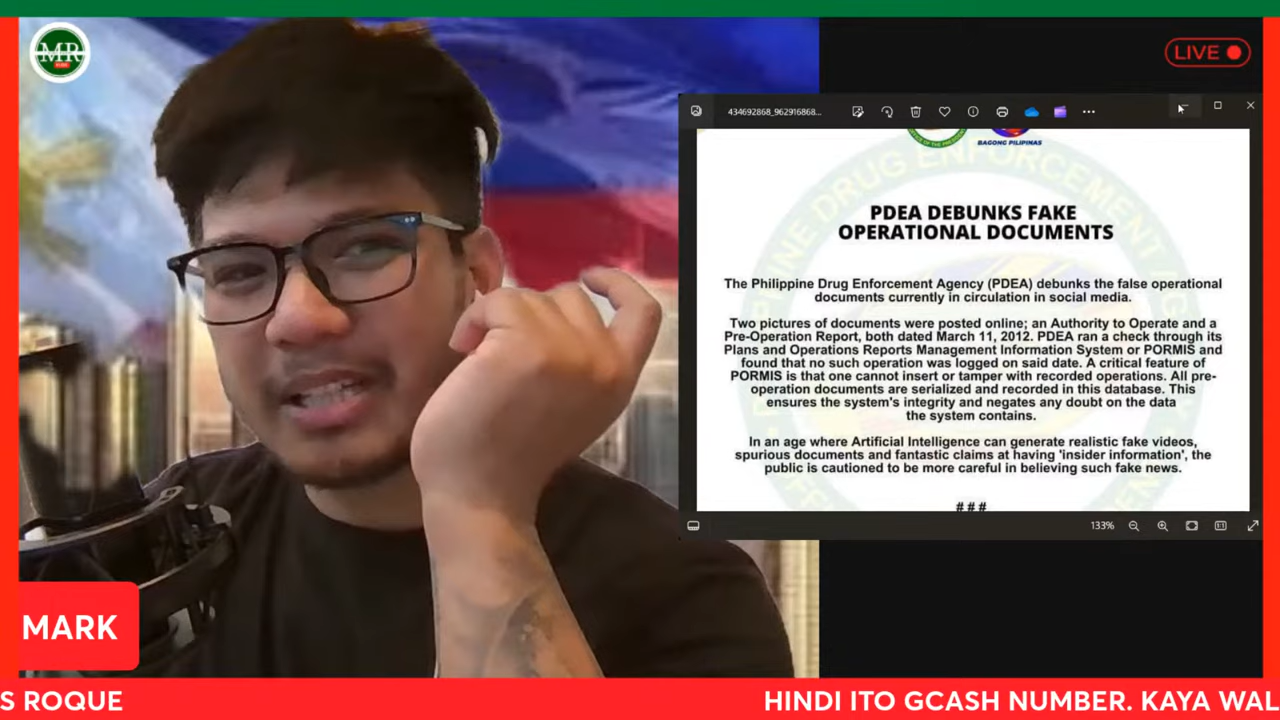 MR
LIVE
434692868_962916868...
BAGONG PILIPINAS
PDEA DEBUNKS FAKE
OPERATIONAL DOCUMENTS
The Philippine Drug Enforcement Agency (PDEA) debunks the false operational
documents currently in circulation in social media.
Two pictures of documents were posted online; an Authority to Operate and a
Pre-Operation Report, both dated March 11, 2012. PDEA ran a check through its
Plans and Operations Reports Management Information System or PORMIS and
found that no such operation was logged on said date. A critical feature of
PORMIS is that one cannot insert or tamper with recorded operations. All pre-
operation documents are serialized and recorded in this database. This
ensures the system's integrity and negates any doubt on the data
the system contains.
In an age where Artificial Intelligence can generate realistic fake videos,
spurious documents and fantastic claims at having 'insider information', the
public is cautioned to be more careful in believing such fake news.
# # #
133%
MARK
S ROQUE
HINDI ITO GCASH NUMBER. KAYA WAL